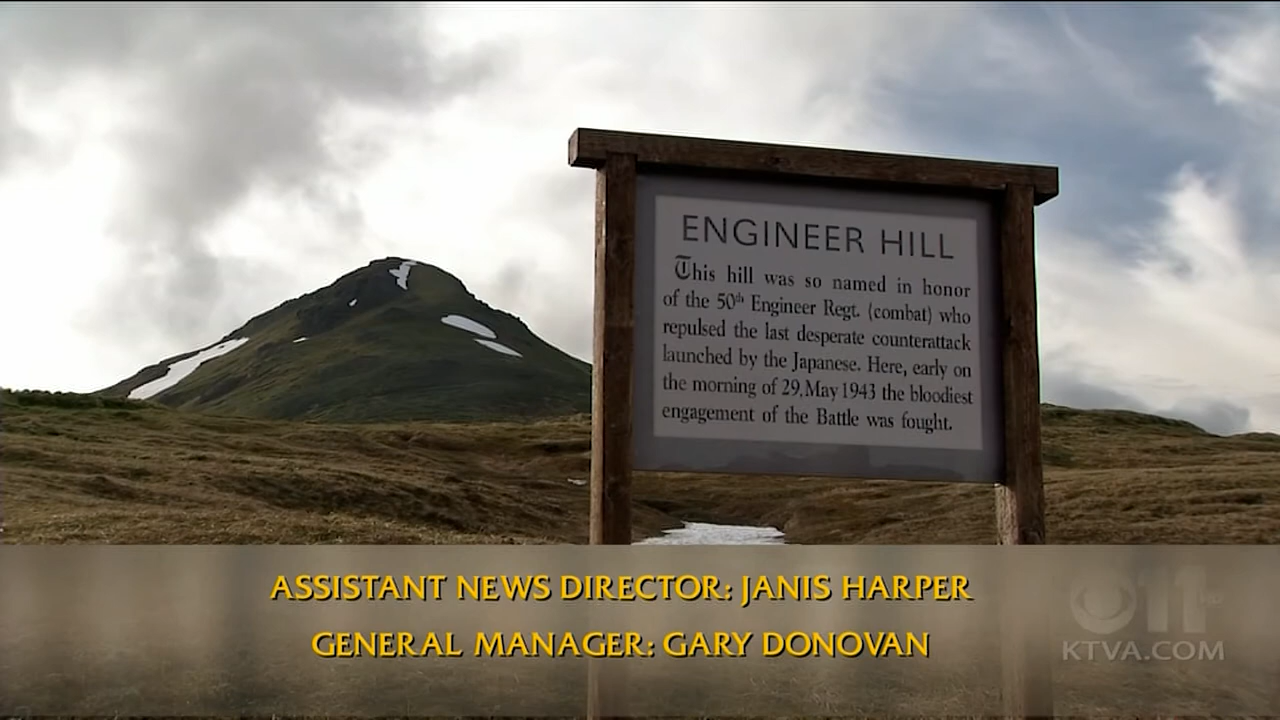 ENGINEER HILL
This hill was so named in honor
of the 50th Engineer Regt. (combat) who
repulsed the last desperate counterattack
launched by the Japanese. Here, early on
the morning of 29, May 1943 the bloodiest
engagement of the Battle was fought.
ASSISTANT NEWS DIRECTOR: JANIS HARPER
GENERAL MANAGER: GARY DONOVAN
11
KTVA.COM